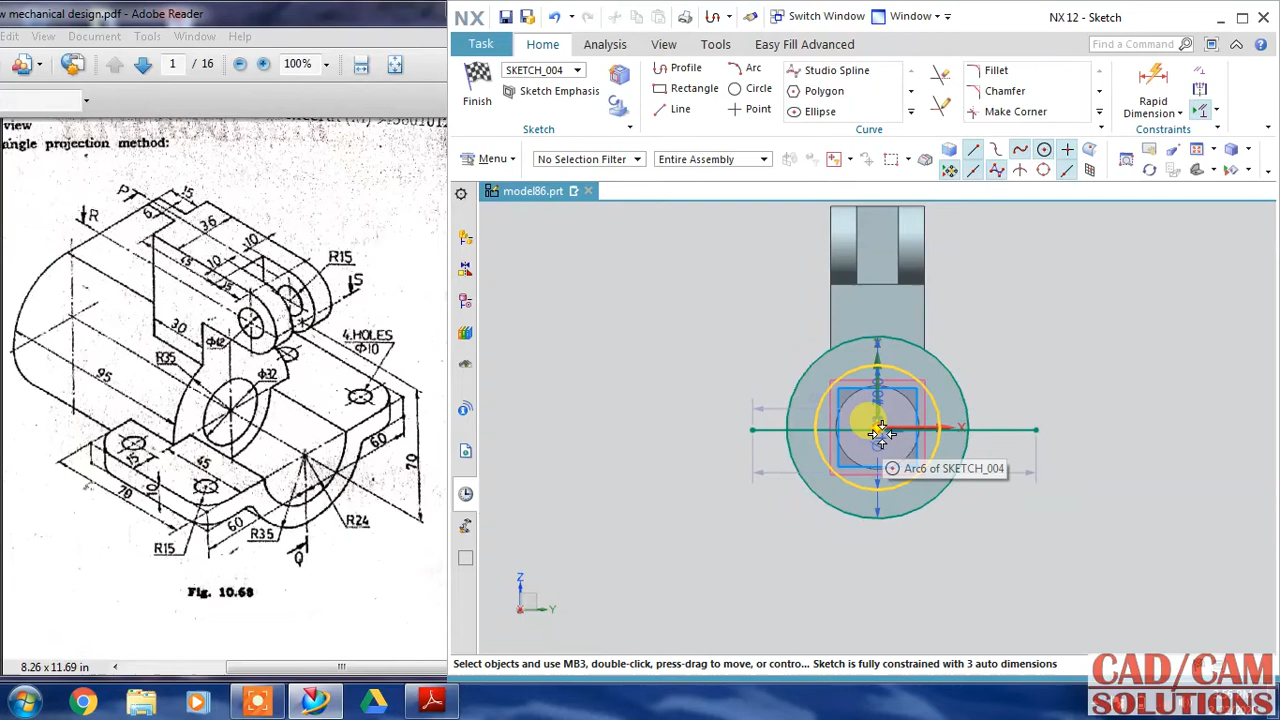 w mechanical design.pdf - Adobe Reader
Edit View Document Tools Window Help
1 / 16 100%
view
angle projection method:
P
15
6
R
36
10
45
10
15
R15
S
30
Φ42
4.HOLES
Φ10
R35
Φ32
95
60
15
45
10
70
70
60
R24
R35
R15
Q
Fig. 10.68
8.26 x 11.69 in
NX
Switch Window Window
NX 12 - Sketch
Task Home Analysis View Tools Easy Fill Advanced
Find a Command
Finish
SKETCH_004
Sketch Emphasis
Sketch
Profile Arc Studio Spline
Rectangle Circle Polygon
Line Point Ellipse
Curve
Fillet
Chamfer
Make Corner
Rapid
Dimension
Constraints
Menu No Selection Filter Entire Assembly
model86.prt
X
Arc6 of SKETCH_004
Z
Y
Select objects and use MB3, double-click, press-drag to move, or contro... Sketch is fully constrained with 3 auto dimensions
CAD/CAM
SOLUTIONS